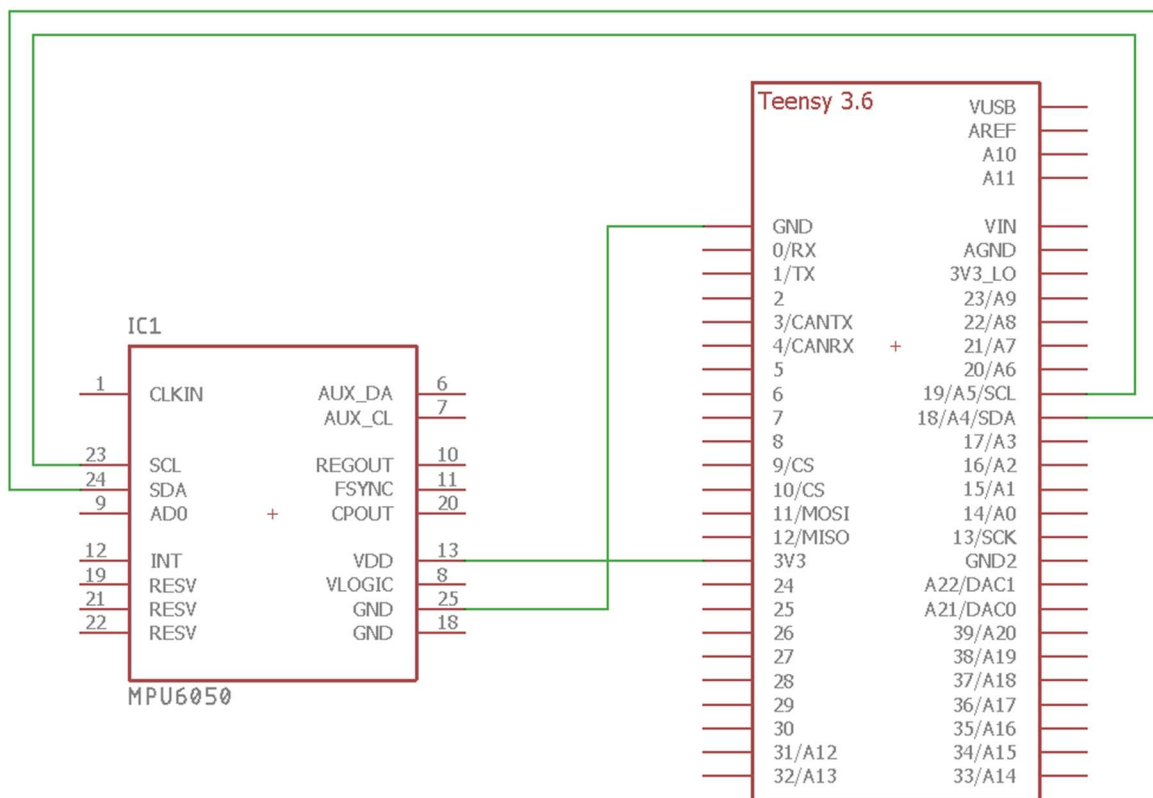 Teensy 3.6
VUSB
AREF
A10
A11
GND VIN
0/RX AGND
1/TX 3V3_LO
2 23/A9
3/CANTX 22/A8
4/CANRX 21/A7
5 20/A6
6 19/A5/SCL
7 18/A4/SDA
8 17/A3
9/CS 16/A2
10/CS 15/A1
11/MOSI 14/A0
12/MISO 13/SCK
3V3 GND2
24 A22/DAC1
25 A21/DAC0
26 39/A20
27 38/A19
28 37/A18
29 36/A17
30 35/A16
31/A12 34/A15
32/A13 33/A14
IC1
1 CLKIN AUX_DA 6
AUX_CL 7
23 SCL REGOUT 10
24 SDA FSYNC 11
9 AD0 CPOUT 20
12 INT VDD 13
19 RESV VLOGIC 8
21 RESV GND 25
22 RESV GND 18
MPU6050